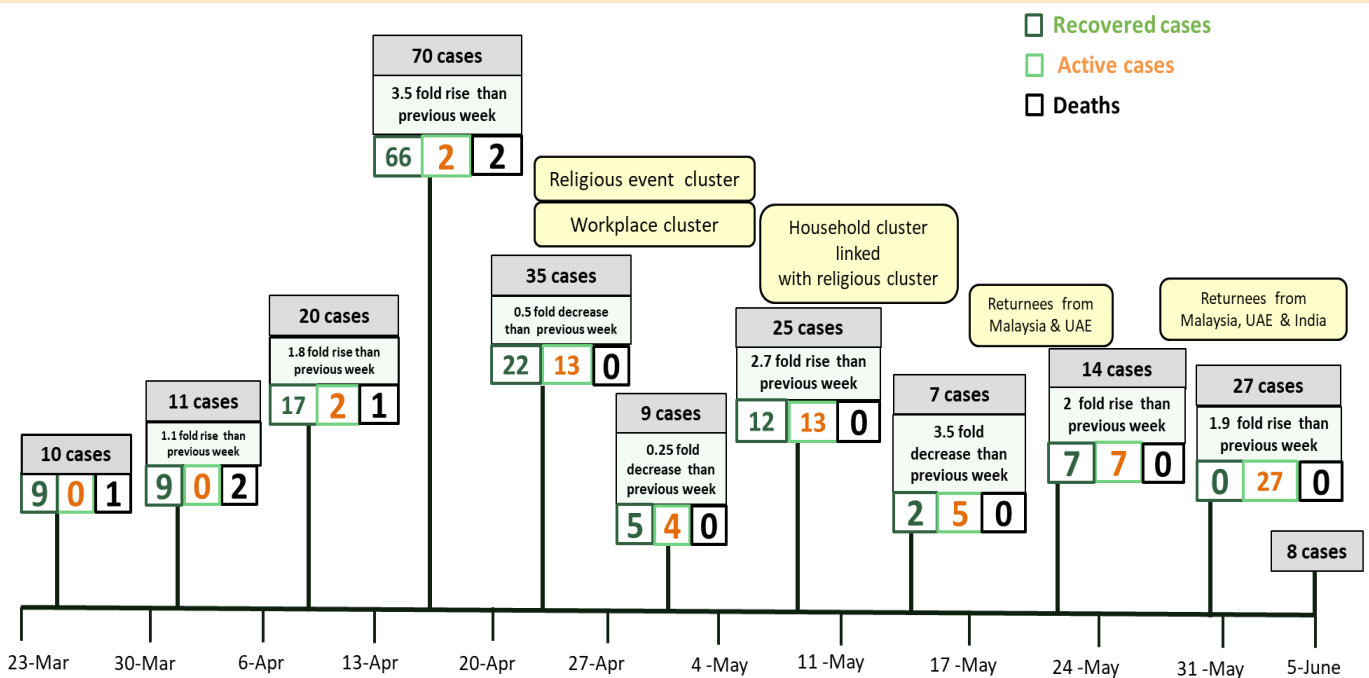 Recovered cases
Active cases
Deaths
70 cases
3.5 fold rise than
previous week
66 2 2
Religious event cluster
Workplace cluster
Household cluster
linked
with religious cluster
35 cases
0.5 fold decrease
than previous week
22 13 0
Returnees from
Malaysia & UAE
Returnees from
Malaysia, UAE & India
20 cases
1.8 fold rise than
previous week
17 2 1
25 cases
2.7 fold rise than
previous week
12 13 0
14 cases
2 fold rise than
previous week
7 7 0
27 cases
1.9 fold rise than
previous week
0 27 0
11 cases
1.1 fold rise than
previous week
9 0 2
9 cases
0.25 fold
decrease than
previous week
5 4 0
7 cases
3.5 fold
decrease than
previous week
2 5 0
10 cases
9 0 1
8 cases
23-Mar 30-Mar 6-Apr 13-Apr 20-Apr 27-Apr 4 -May 11 -May 17 -May 24 -May 31 -May 5-June